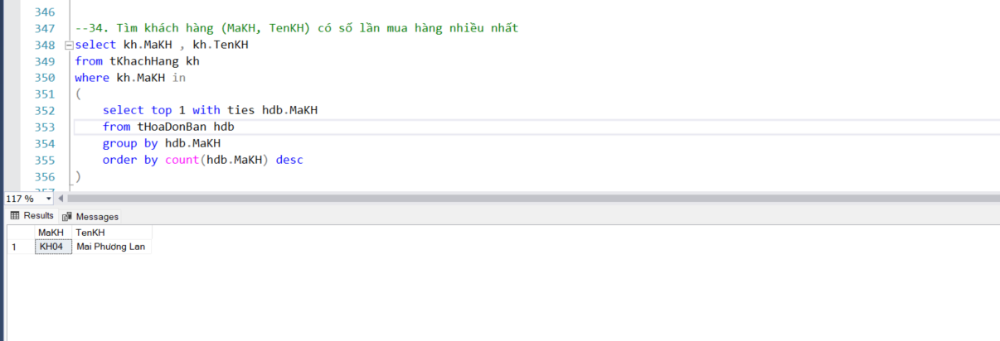 346
347 --34. Tìm khách hàng (MaKH, TenKH) có số lần mua hàng nhiều nhất
348 select kh.MaKH , kh.TenKH
349 from tKhachHang kh
350 where kh.MaKH in
351 (
352 select top 1 with ties hdb.MaKH
353 from tHoaDonBan hdb
354 group by hdb.MaKH
355 order by count(hdb.MaKH) desc
356 )
357
117 %
Results Messages
MaKH TenKH
1 KH04 Mai Phương Lan